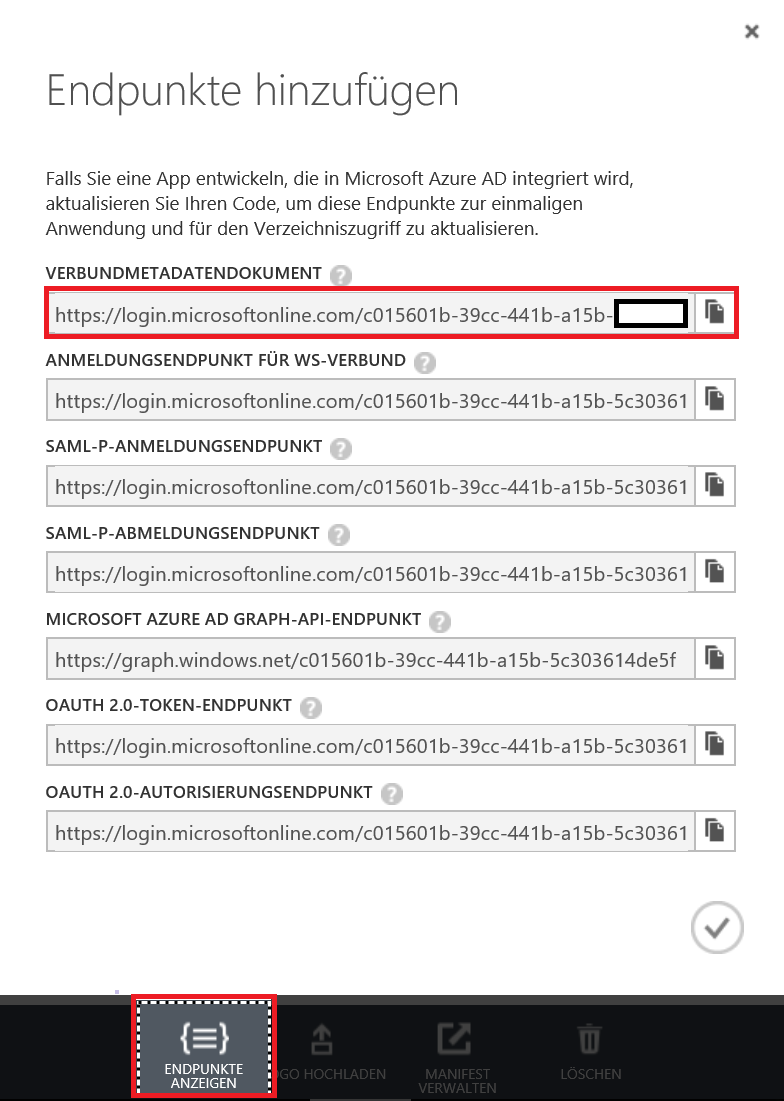 Endpunkte hinzufügen
Falls Sie eine App entwickeln, die in Microsoft Azure AD integriert wird,
aktualisieren Sie Ihren Code, um diese Endpunkte zur einmaligen
Anwendung und für den Verzeichniszugriff zu aktualisieren.
VERBUNDMETADATENDOKUMENT ?
https://login.microsoftonline.com/c015601b-39cc-441b-a15b-
ANMELDUNGSENDPUNKT FÜR WS-VERBUND ?
https://login.microsoftonline.com/c015601b-39cc-441b-a15b-5c30361
SAML-P-ANMELDUNGSENDPUNKT ?
https://login.microsoftonline.com/c015601b-39cc-441b-a15b-5c30361
SAML-P-ABMELDUNGSENDPUNKT ?
https://login.microsoftonline.com/c015601b-39cc-441b-a15b-5c30361
MICROSOFT AZURE AD GRAPH-API-ENDPUNKT ?
https://graph.windows.net/c015601b-39cc-441b-a15b-5c303614de5f
OAUTH 2.0-TOKEN-ENDPUNKT ?
https://login.microsoftonline.com/c015601b-39cc-441b-a15b-5c30361
OAUTH 2.0-AUTORISIERUNGSENDPUNKT ?
https://login.microsoftonline.com/c015601b-39cc-441b-a15b-5c30361
ENDPUNKTE
ANZEIGEN
GO HOCHLADEN
MANIFEST
VERWALTEN
LÖSCHEN